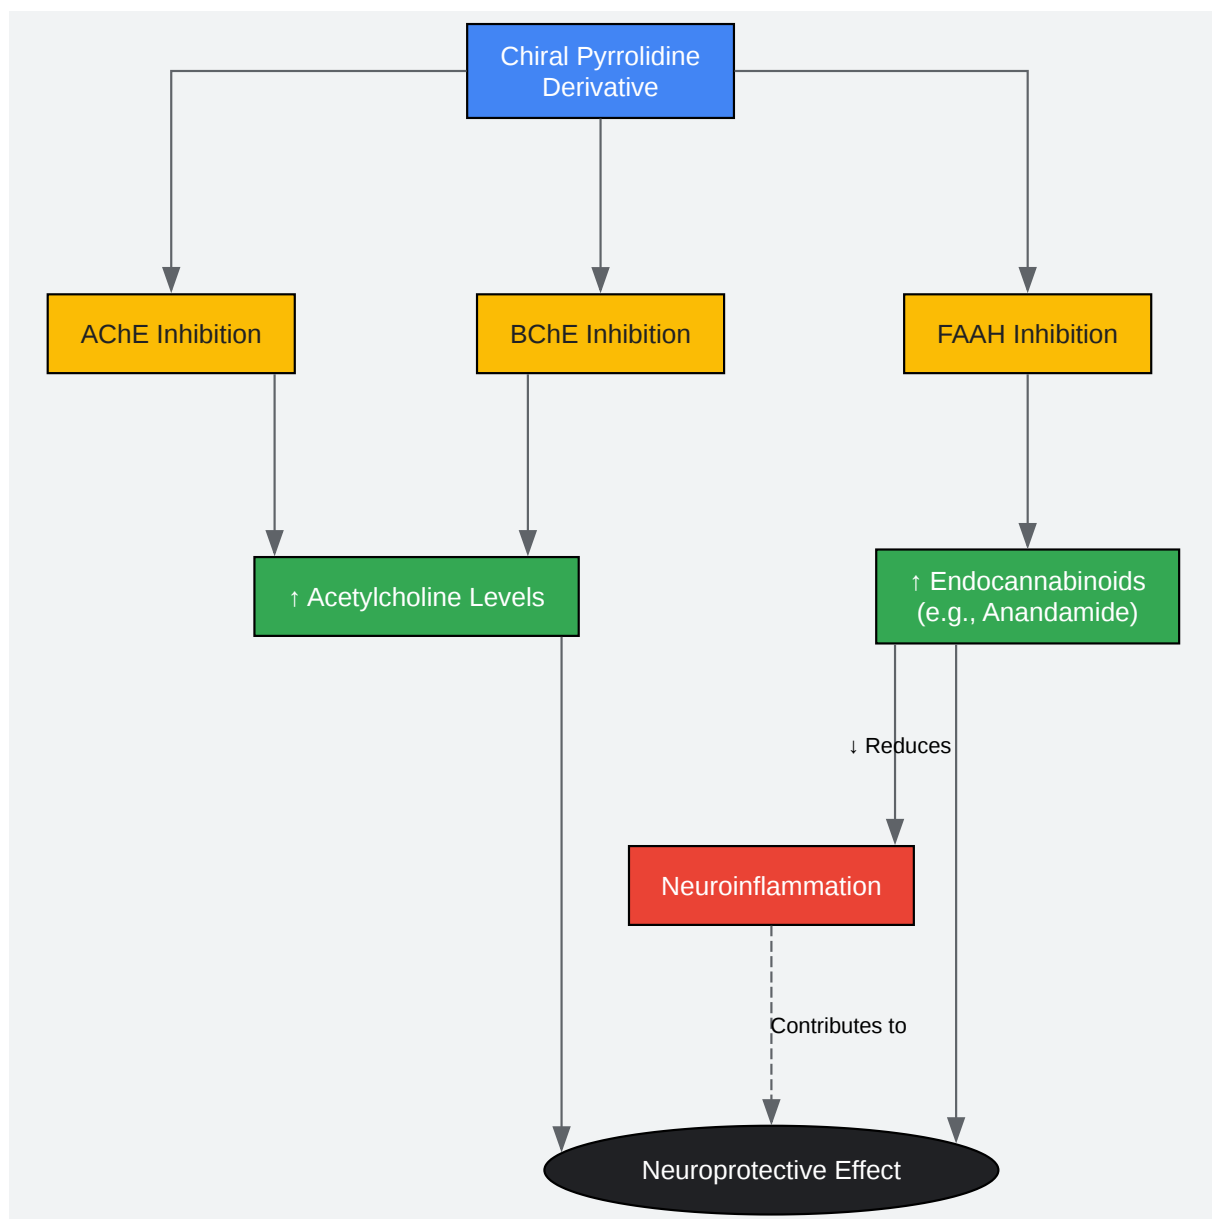 Chiral Pyrrolidine
Derivative
AChE Inhibition
BChE Inhibition
FAAH Inhibition
↑ Acetylcholine Levels
↑ Endocannabinoids
(e.g., Anandamide)
↓ Reduces
Neuroinflammation
Contributes to
Neuroprotective Effect